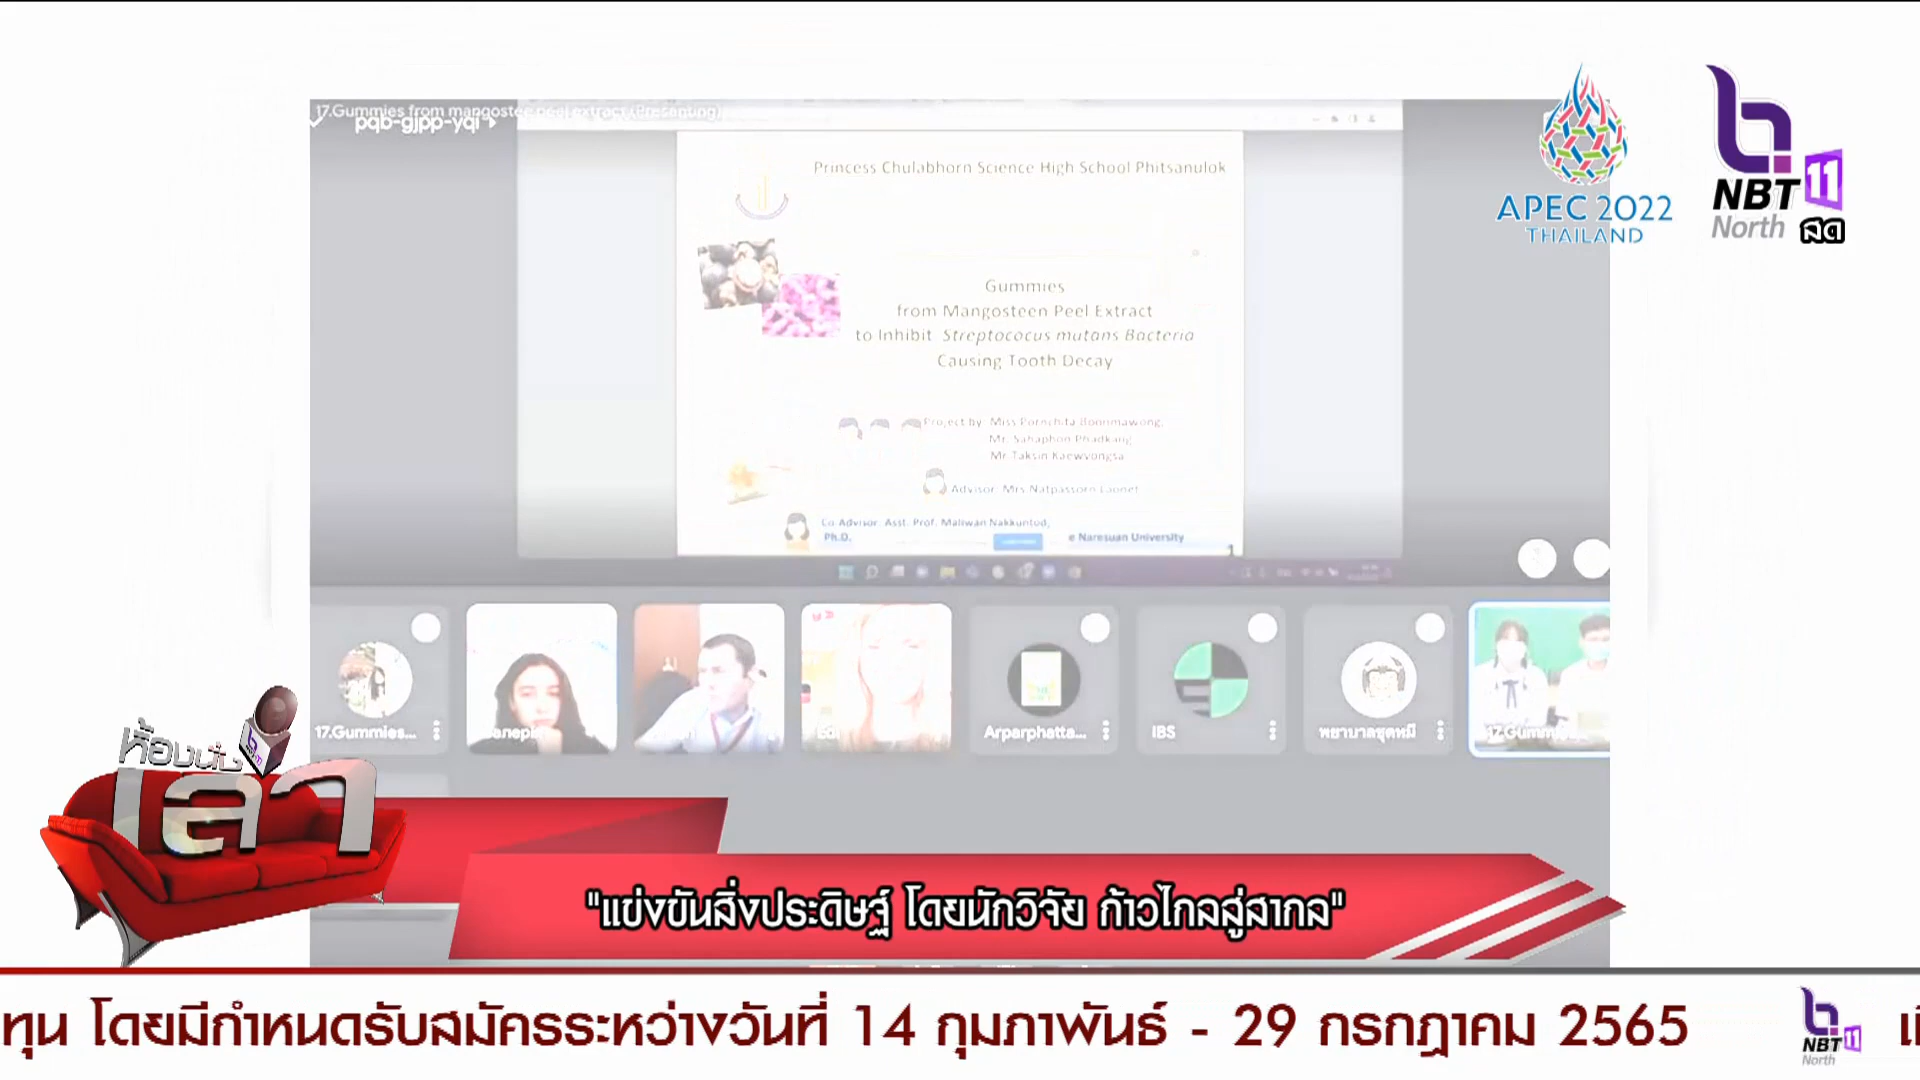 17.Gummies from mangosteen peel extract (Presenting)
pqb-gjpp-yqi
Princess Chulabhorn Science High School Phitsanulok
APEC 2022
THAILAND
NBT 11
North สด
Gummies
from Mangosteen Peel Extract
to Inhibit Streptococus mutans Bacteria
Causing Tooth Decay
Project by: Miss Pornchita Boonmawong,
Mr. Sahaphon Phadkang
Mr Taksin Kaewvongsa
Advisor: Mrs Natpassorn Laonet
Co-Advisor: Asst. Prof. Maliwan Nakkuntod,
Ph.D.
e Naresuan University
1
17.Gummies...
Arparphatta...
IBS
พยาบาลชุดหมี
17.Gumm
ห้องนั่ง
เล่า
"แข่งขันสิ่งประดิษฐ์ โดยนักวิจัย ก้าวไกลสู่สากล"
ทุน โดยมีกำหนดรับสมัครระหว่างวันที่ 14 กุมภาพันธ์ - 29 กรกฎาคม 2565
NBT 11
North